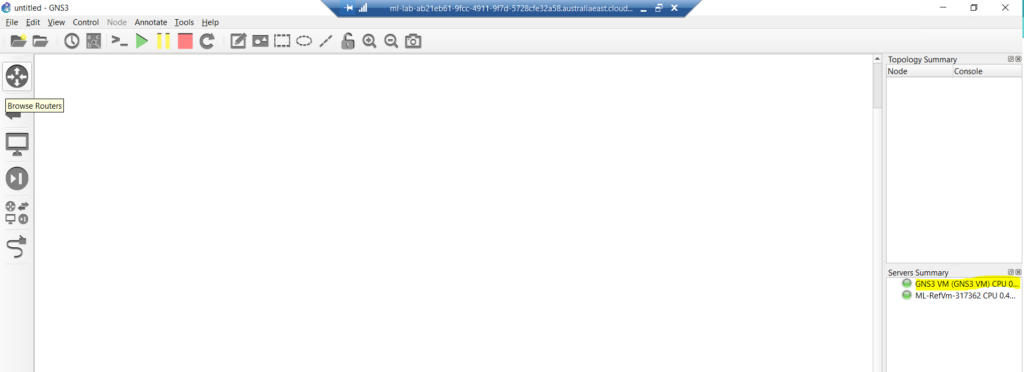 untitled - GNS3
ml-lab-ab21eb61-9fcc-4911-9f7d-5728cfe32a58.australiaeast.cloud...
File Edit View Control Node Annotate Tools Help
Topology Summary
Node Console
Browse Routers
Servers Summary
GNS3 VM (GNS3 VM) CPU 0...
ML-RefVm-317362 CPU 0.4...